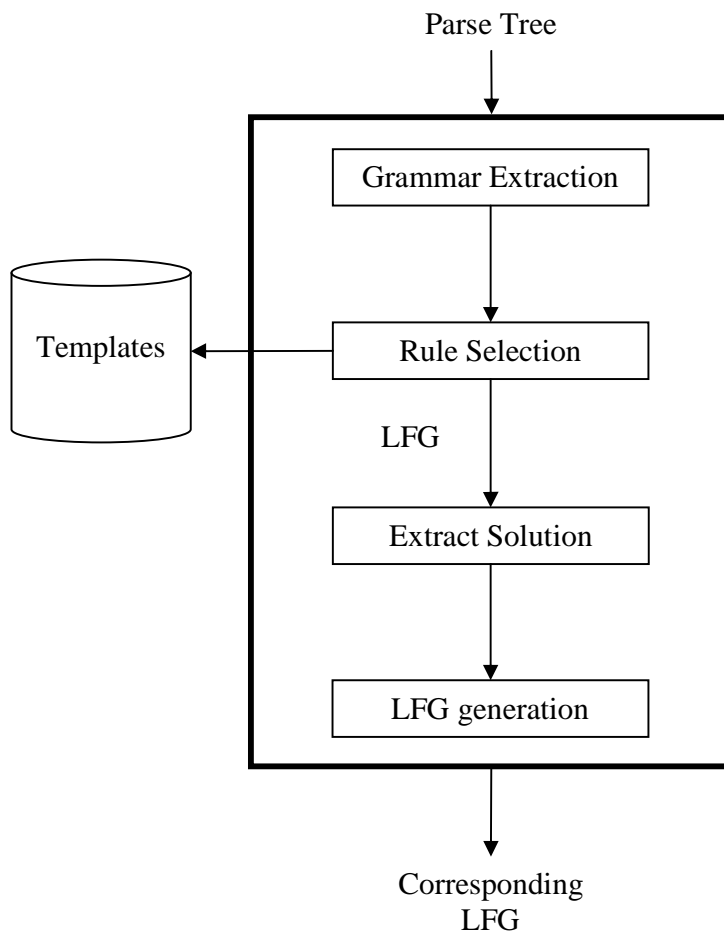 Parse Tree
Grammar Extraction
Templates
Rule Selection
LFG
Extract Solution
LFG generation
Corresponding
LFG